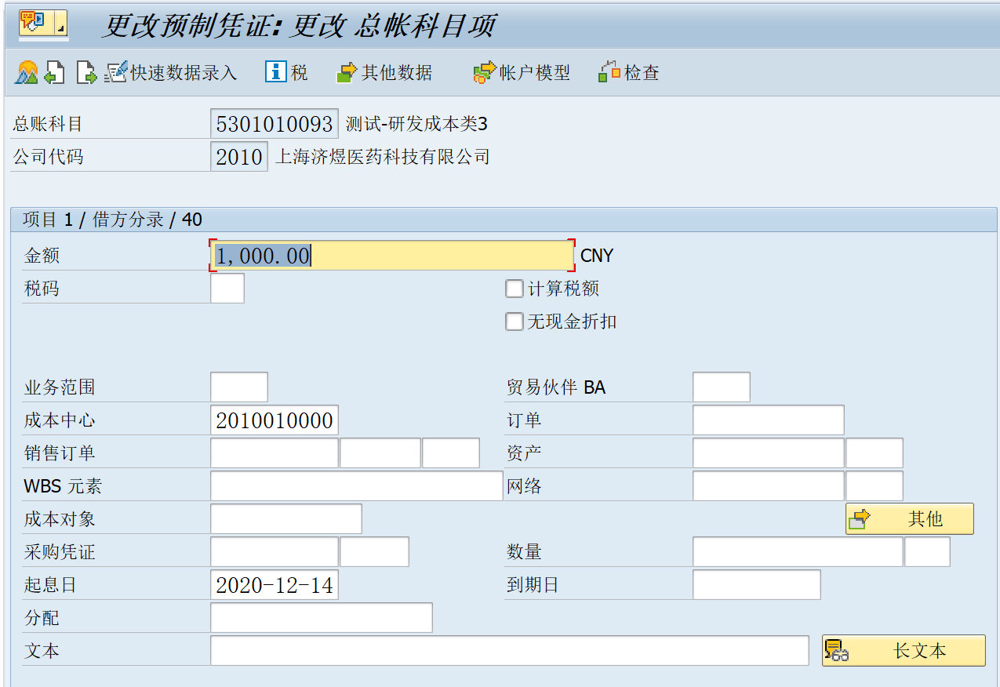 更改预制凭证: 更改 总帐科目项
快速数据录入 税 其他数据 帐户模型 检查
总账科目 5301010093 测试-研发成本类3
公司代码 2010 上海济煜医药科技有限公司
项目 1 / 借方分录 / 40
金额 1,000.00 CNY
税码 计算税额
无现金折扣
业务范围 贸易伙伴 BA
成本中心 2010010000 订单
销售订单 资产
WBS 元素 网络
成本对象 其他
采购凭证 数量
起息日 2020-12-14 到期日
分配
文本 长文本